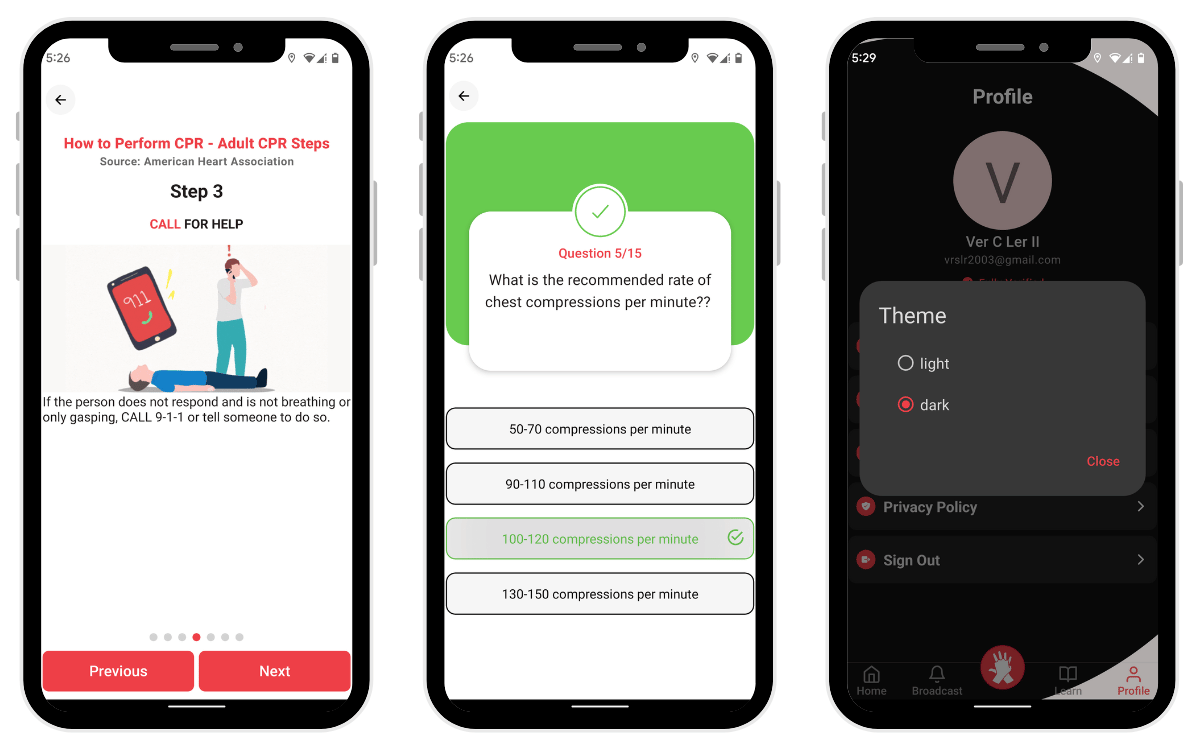 5:26
How to Perform CPR - Adult CPR Steps
Source: American Heart Association
Step 3
CALL FOR HELP
911
If the person does not respond and is not breathing or
only gasping, CALL 9-1-1 or tell someone to do so.
Previous
Next
5:26
Question 5/15
What is the recommended rate of
chest compressions per minute??
50-70 compressions per minute
90-110 compressions per minute
100-120 compressions per minute
130-150 compressions per minute
5:29
Profile
V
Ver C Ler II
vrslr2003@gmail.com
Fully Verified
Theme
light
dark
Close
Privacy Policy
Sign Out
Home
Broadcast
Learn
Profile